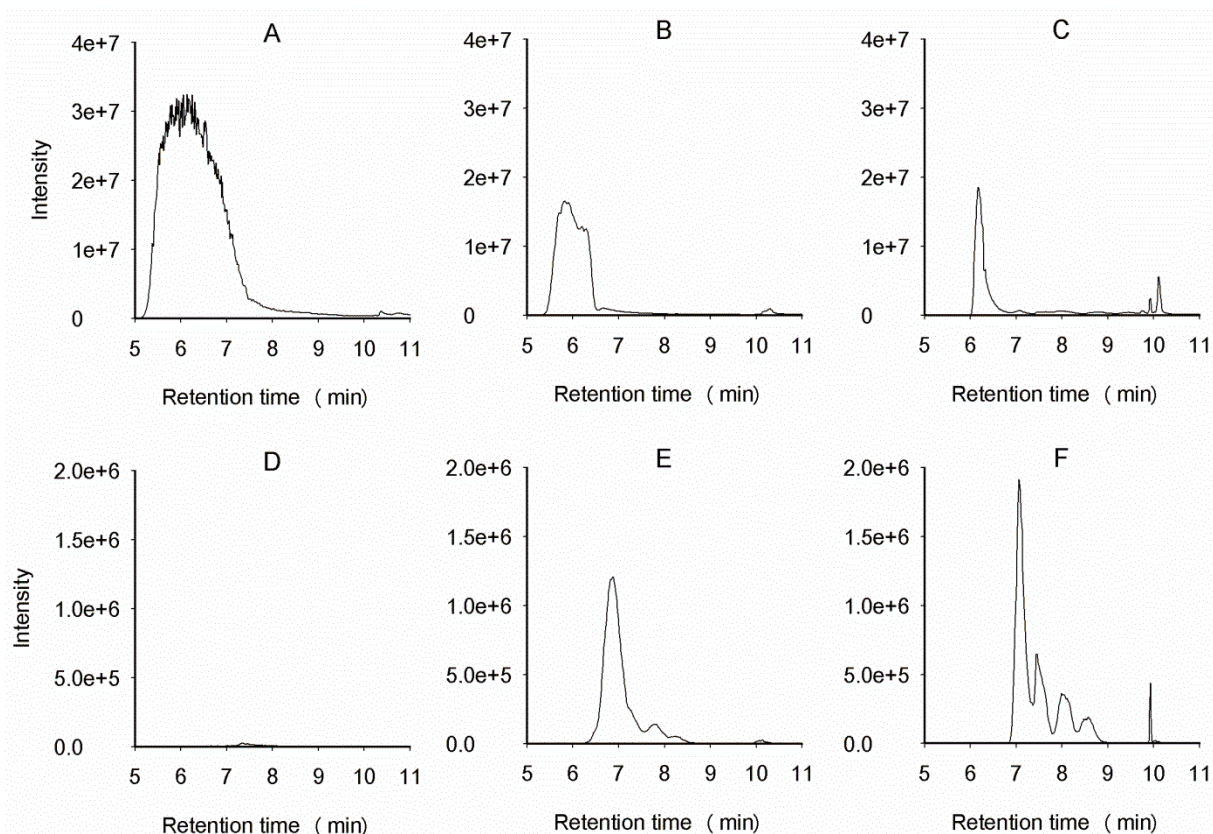 A
4e+7
3e+7
2e+7
1e+7
0
Intensity
5 6 7 8 9 10 11
Retention time ( min)
B
4e+7
3e+7
2e+7
1e+7
0
5 6 7 8 9 10 11
Retention time ( min)
C
4e+7
3e+7
2e+7
1e+7
0
5 6 7 8 9 10 11
Retention time ( min)
D
2.0e+6
1.5e+6
1.0e+6
5.0e+5
0.0
Intensity
5 6 7 8 9 10 11
Retention time ( min)
E
2.0e+6
1.5e+6
1.0e+6
5.0e+5
0.0
5 6 7 8 9 10 11
Retention time ( min)
F
2.0e+6
1.5e+6
1.0e+6
5.0e+5
0.0
5 6 7 8 9 10 11
Retention time ( min)